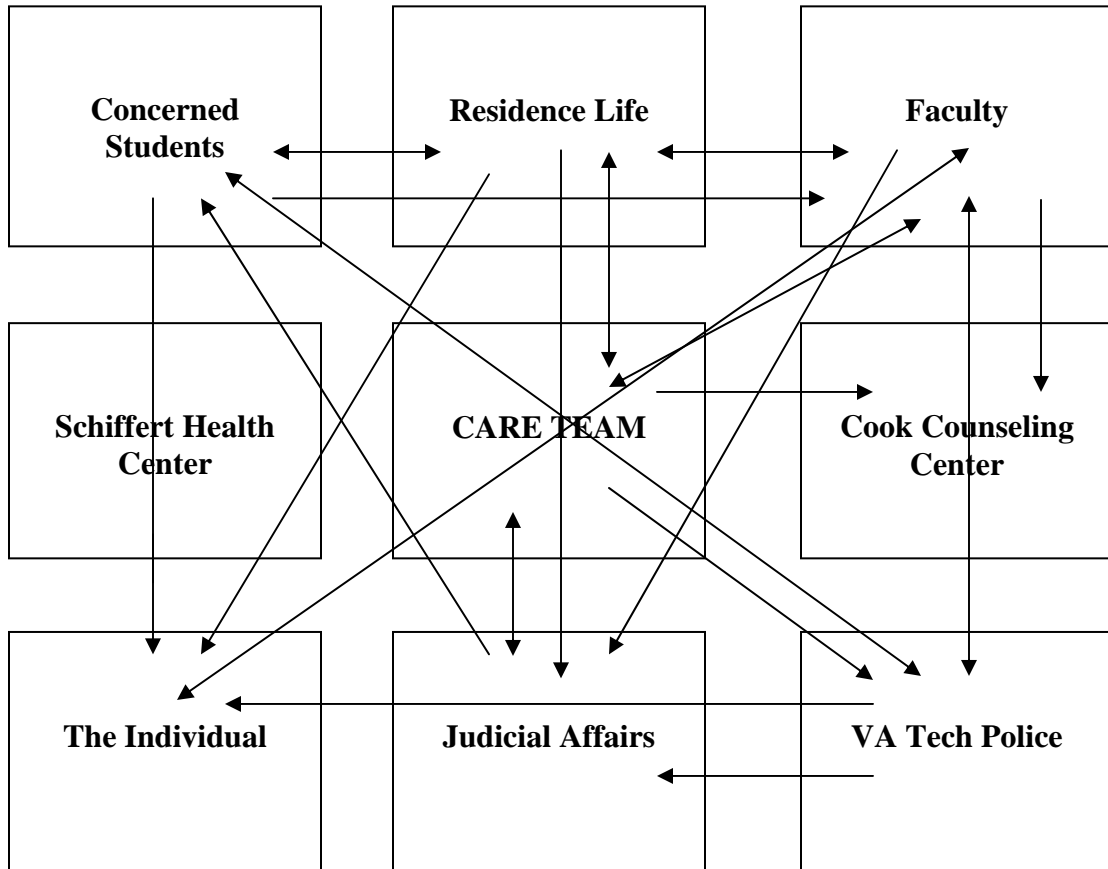 Concerned
Students
Residence Life
Faculty
Schiffert Health
Center
CARE TEAM
Cook Counseling
Center
The Individual
Judicial Affairs
VA Tech Police